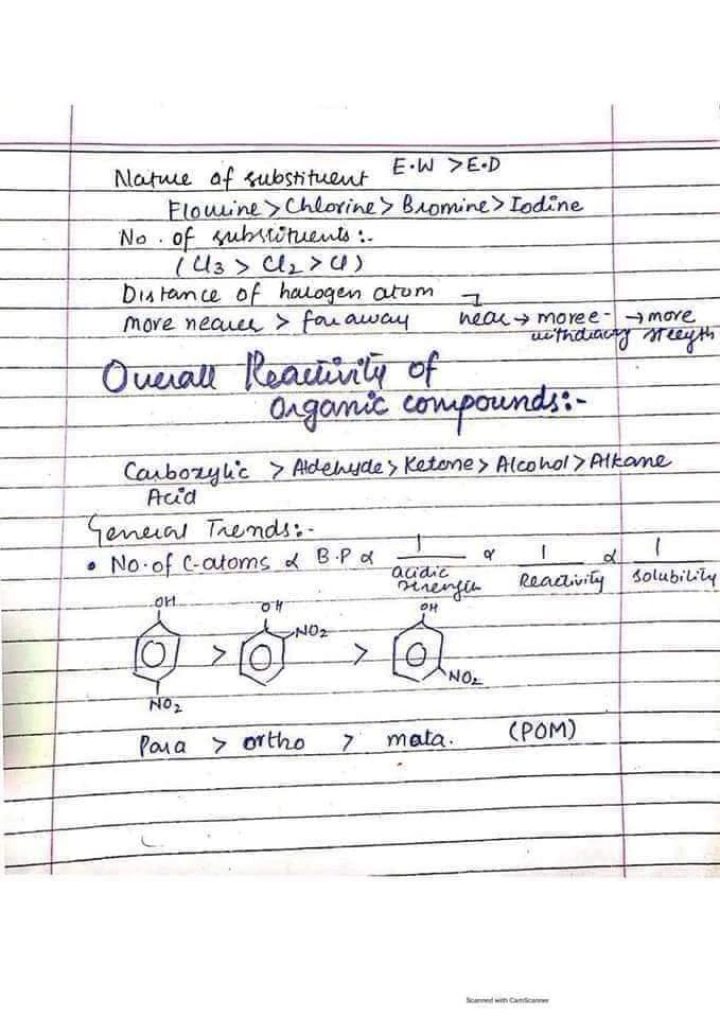 Nature of substituent E.W > E.D
Flourine > Chlorine > Bromine > Iodine
No. of substituents:-
(Cl3 > Cl2 > Cl)
Distance of halogen atom
more nearer > far away near → more e- → more
withdrawing strength
Overall Reactivity of
Organic compounds:-
Carboxylic > Aldehyde > Ketone > Alcohol > Alkane
Acid
General Trends:-
• No. of C-atoms ∝ B.P ∝ 1/acidic strength ∝ 1/Reactivity ∝ 1/Solubility
OH OH OH
NO2
> >
NO2
NO2
Para > ortho > mata. (POM)
Scanned with CamScanner